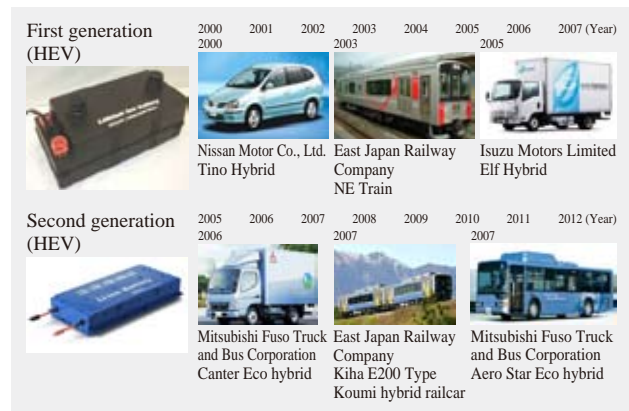 First generation
(HEV)
2000 2001 2002 2003 2004 2005 2006 2007 (Year)
2000 2003 2005
Lithium Ion Battery
Nissan Motor Co., Ltd.
Tino Hybrid
East Japan Railway
Company
NE Train
Isuzu Motors Limited
Elf Hybrid
Second generation
(HEV)
2005 2006 2007 2008 2009 2010 2011 2012 (Year)
2006 2007 2007
Mitsubishi Fuso Truck
and Bus Corporation
Canter Eco hybrid
East Japan Railway
Company
Kiha E200 Type
Koumi hybrid railcar
Mitsubishi Fuso Truck
and Bus Corporation
Aero Star Eco hybrid